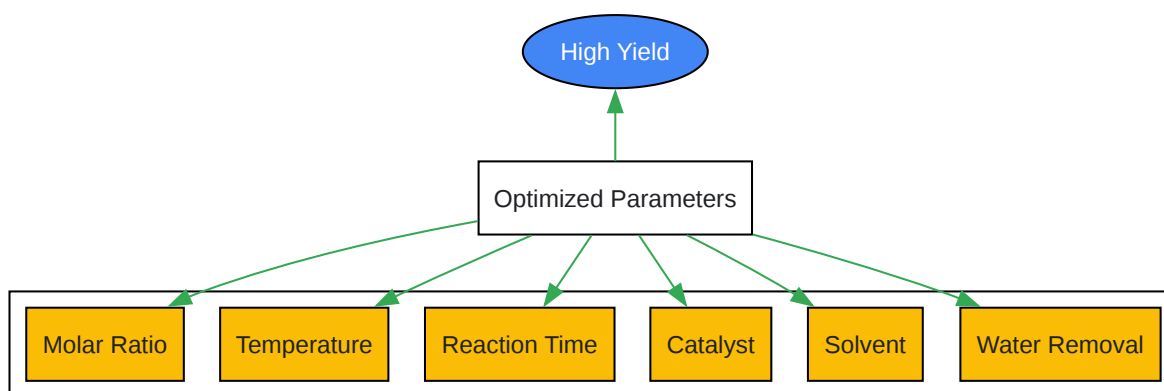 High Yield
Optimized Parameters
Molar Ratio
Temperature
Reaction Time
Catalyst
Solvent
Water Removal